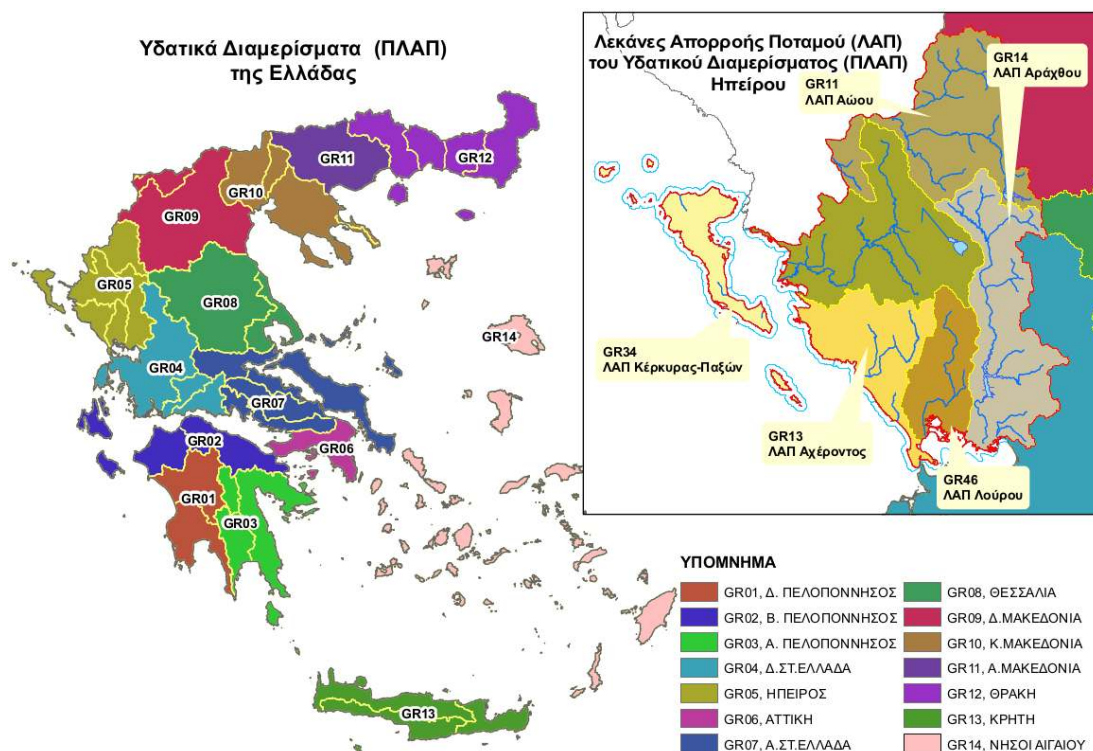 Υδατικά Διαμερίσματα (ΠΛΑΠ)
της Ελλάδας
GR11
GR12
GR10
GR09
GR05
GR08
GR14
GR04
GR07
GR02
GR06
GR01
GR03
GR13
Λεκάνες Απορροής Ποταμού (ΛΑΠ)
του Υδατικού Διαμερίσματος (ΠΛΑΠ)
Ηπείρου
GR14
ΛΑΠ Αράχθου
GR11
ΛΑΠ Αώου
GR34
ΛΑΠ Κέρκυρας-Παξών
GR13
ΛΑΠ Αχέροντος
GR46
ΛΑΠ Λούρου
ΥΠΟΜΝΗΜΑ
GR01, Δ. ΠΕΛΟΠΟΝΝΗΣΟΣ
GR02, Β. ΠΕΛΟΠΟΝΝΗΣΟΣ
GR03, Α. ΠΕΛΟΠΟΝΝΗΣΟΣ
GR04, Δ.ΣΤ.ΕΛΛΑΔΑ
GR05, ΗΠΕΙΡΟΣ
GR06, ΑΤΤΙΚΗ
GR07, Α.ΣΤ.ΕΛΛΑΔΑ
GR08, ΘΕΣΣΑΛΙΑ
GR09, Δ.ΜΑΚΕΔΟΝΙΑ
GR10, Κ.ΜΑΚΕΔΟΝΙΑ
GR11, Α.ΜΑΚΕΔΟΝΙΑ
GR12, ΘΡΑΚΗ
GR13, ΚΡΗΤΗ
GR14, ΝΗΣΟΙ ΑΙΓΑΙΟΥ